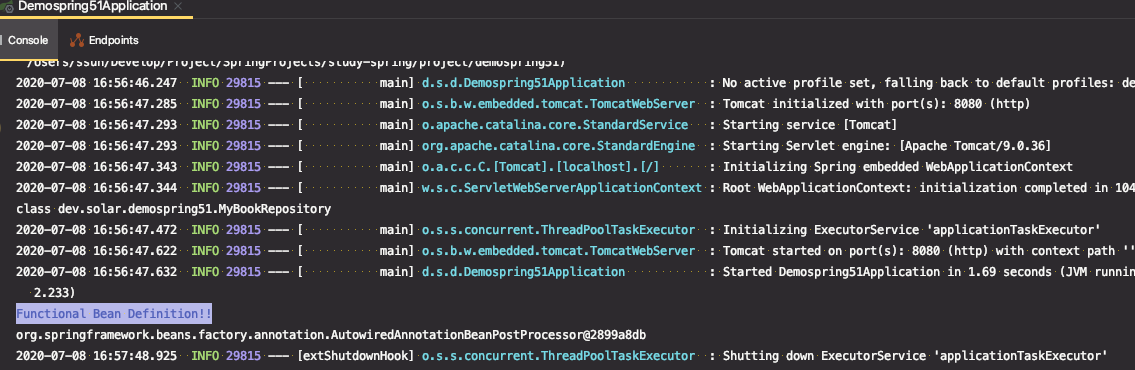 Demospring51Application ×
Console Endpoints
/Users/ssun/Develop/Project/SpringProjects/study-spring/project/demospring51)
2020-07-08 16:56:46.247 INFO 29815 --- [ main] d.s.d.Demospring51Application : No active profile set, falling back to default profiles: de
2020-07-08 16:56:47.285 INFO 29815 --- [ main] o.s.b.w.embedded.tomcat.TomcatWebServer : Tomcat initialized with port(s): 8080 (http)
2020-07-08 16:56:47.293 INFO 29815 --- [ main] o.apache.catalina.core.StandardService : Starting service [Tomcat]
2020-07-08 16:56:47.293 INFO 29815 --- [ main] org.apache.catalina.core.StandardEngine : Starting Servlet engine: [Apache Tomcat/9.0.36]
2020-07-08 16:56:47.343 INFO 29815 --- [ main] o.a.c.c.C.[Tomcat].[localhost].[/] : Initializing Spring embedded WebApplicationContext
2020-07-08 16:56:47.344 INFO 29815 --- [ main] w.s.c.ServletWebServerApplicationContext : Root WebApplicationContext: initialization completed in 104
class dev.solar.demospring51.MyBookRepository
2020-07-08 16:56:47.472 INFO 29815 --- [ main] o.s.s.concurrent.ThreadPoolTaskExecutor : Initializing ExecutorService 'applicationTaskExecutor'
2020-07-08 16:56:47.622 INFO 29815 --- [ main] o.s.b.w.embedded.tomcat.TomcatWebServer : Tomcat started on port(s): 8080 (http) with context path ''
2020-07-08 16:56:47.632 INFO 29815 --- [ main] d.s.d.Demospring51Application : Started Demospring51Application in 1.69 seconds (JVM runnin
2.233)
Functional Bean Definition!!
org.springframework.beans.factory.annotation.AutowiredAnnotationBeanPostProcessor@2899a8db
2020-07-08 16:57:48.925 INFO 29815 --- [extShutdownHook] o.s.s.concurrent.ThreadPoolTaskExecutor : Shutting down ExecutorService 'applicationTaskExecutor'